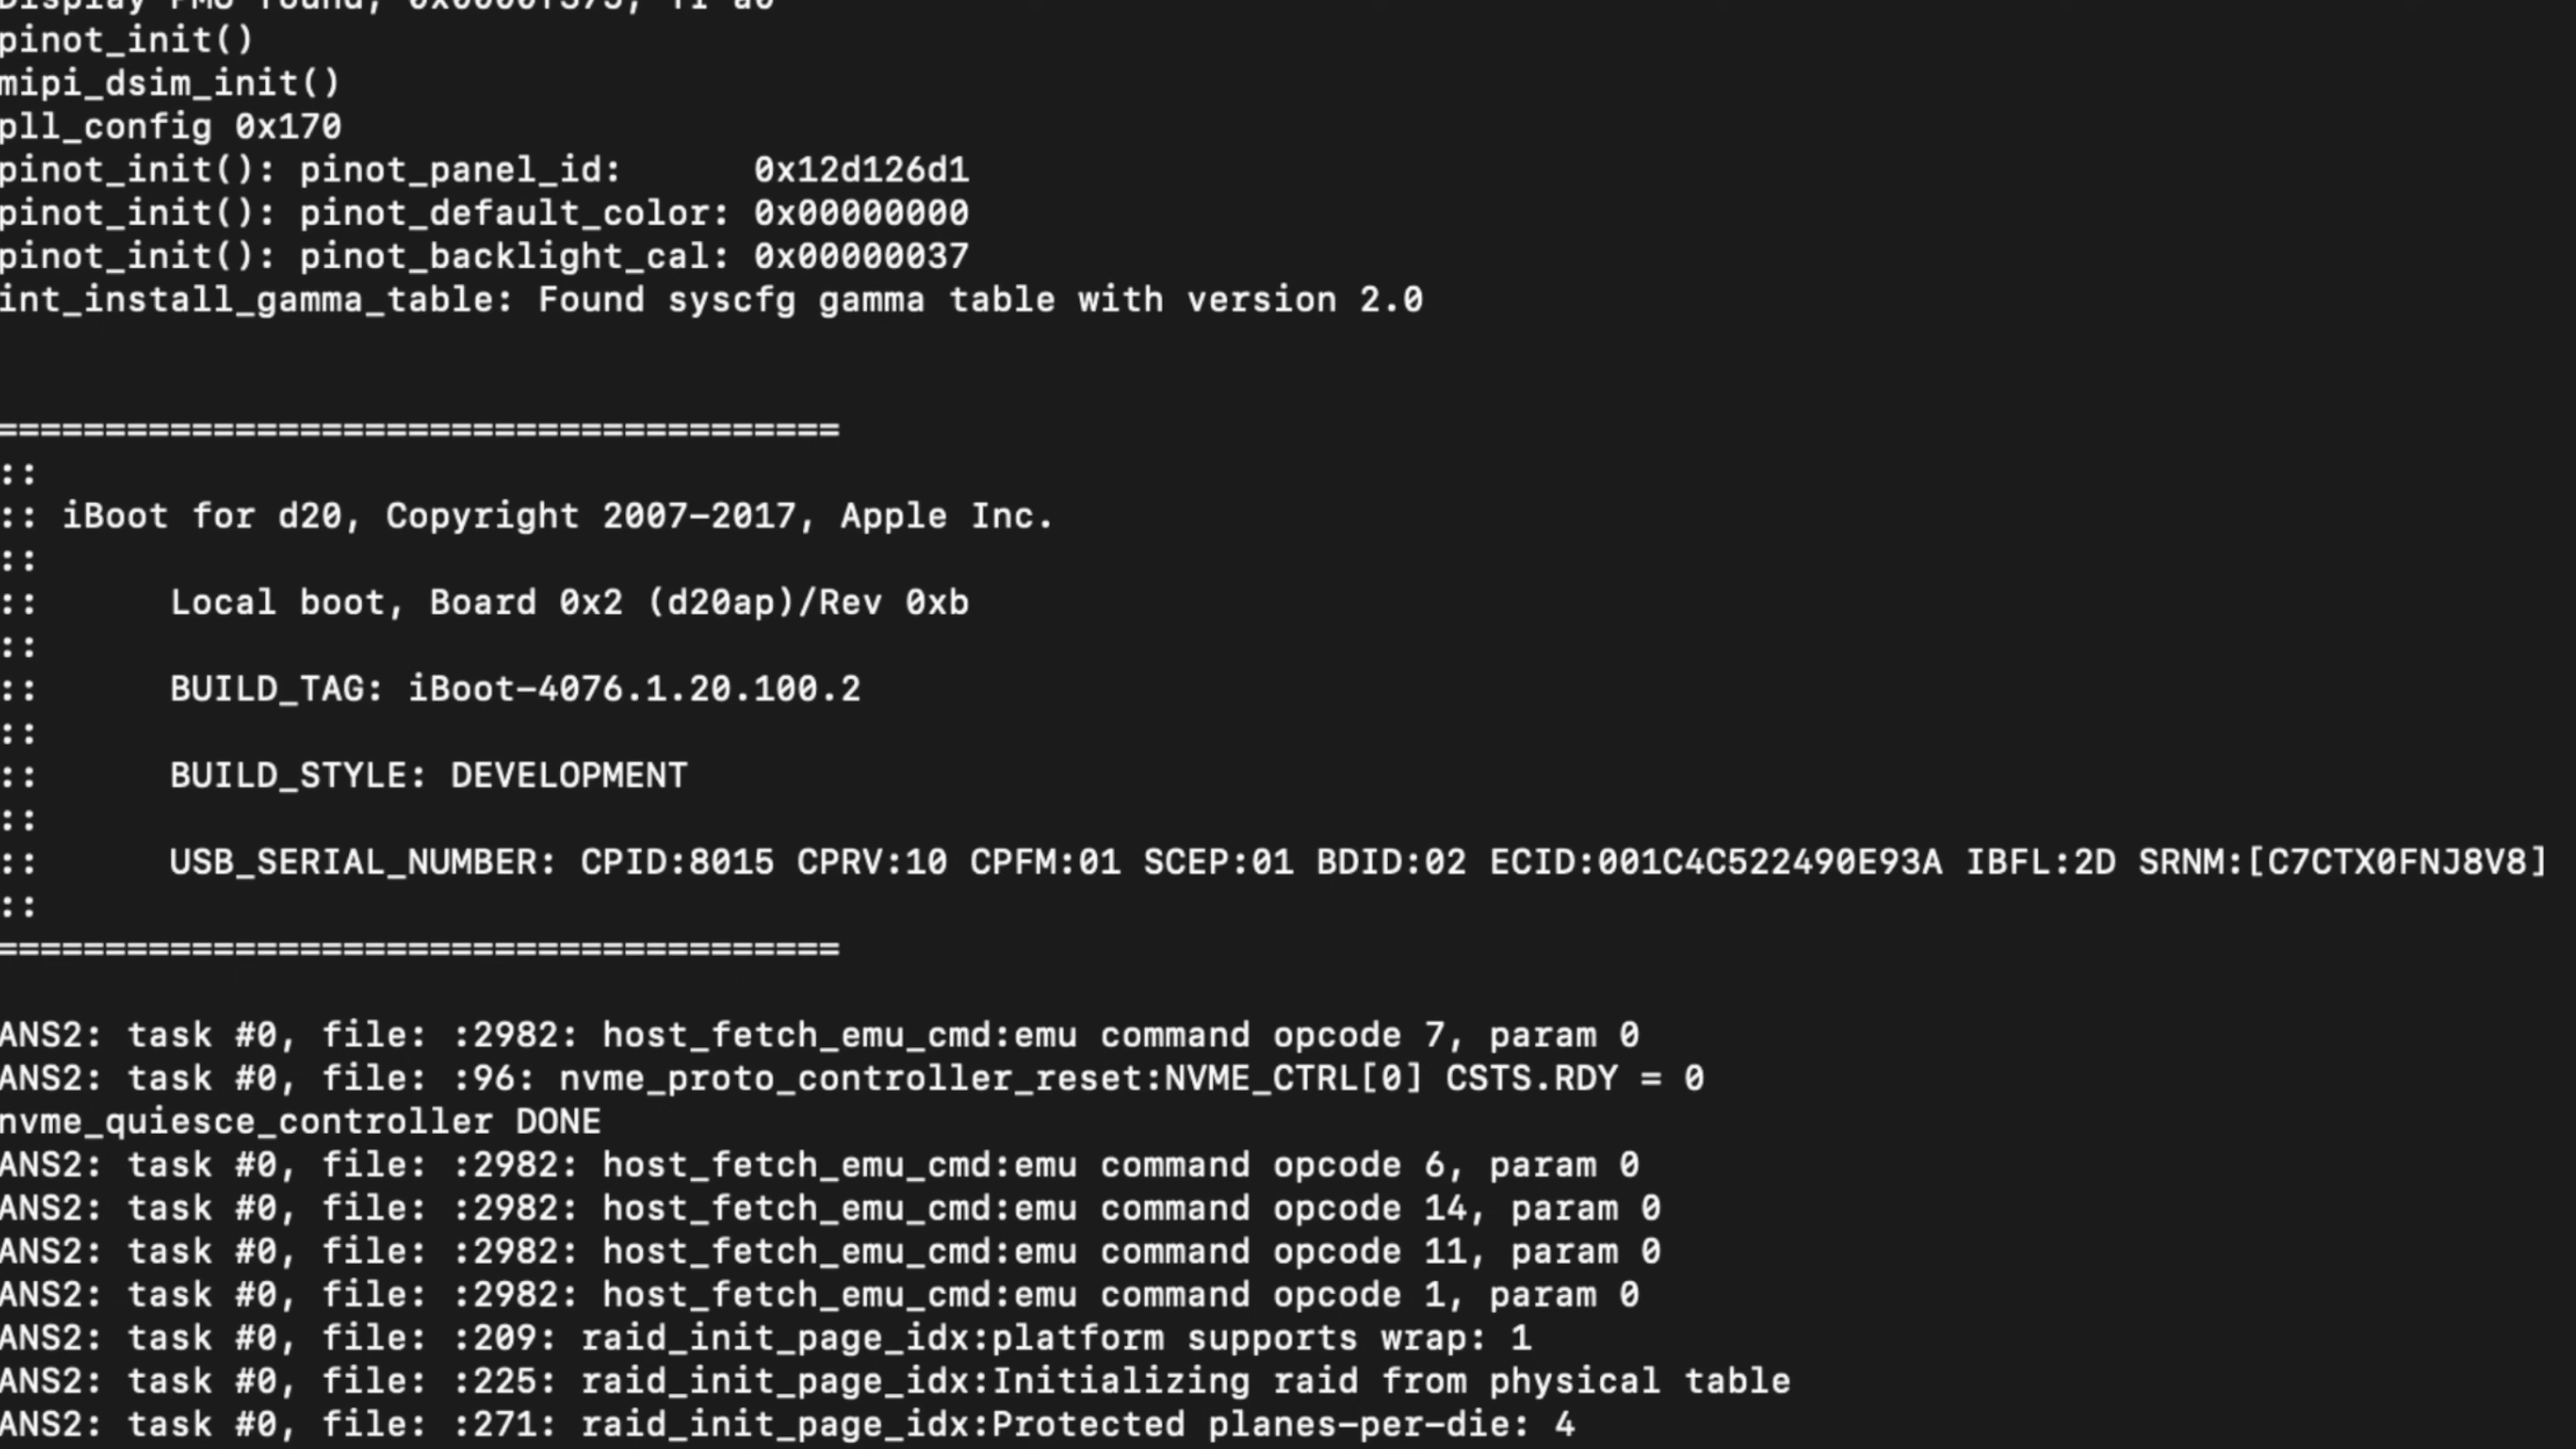 pinot_init()
mipi_dsim_init()
pll_config 0x170
pinot_init(): pinot_panel_id:      0x12d126d1
pinot_init(): pinot_default_color: 0x00000000
pinot_init(): pinot_backlight_cal: 0x00000037
int_install_gamma_table: Found syscfg gamma table with version 2.0
=======================================
::
:: iBoot for d20, Copyright 2007-2017, Apple Inc.
::
::      Local boot, Board 0x2 (d20ap)/Rev 0xb
::
::      BUILD_TAG: iBoot-4076.1.20.100.2
::
::      BUILD_STYLE: DEVELOPMENT
::
::      USB_SERIAL_NUMBER: CPID:8015 CPRV:10 CPFM:01 SCEP:01 BDID:02 ECID:001C4C522490E93A IBFL:2D SRNM:[C7CTX0FNJ8V8]
::
=======================================
ANS2: task #0, file: :2982: host_fetch_emu_cmd:emu command opcode 7, param 0
ANS2: task #0, file: :96: nvme_proto_controller_reset:NVME_CTRL[0] CSTS.RDY = 0
nvme_quiesce_controller DONE
ANS2: task #0, file: :2982: host_fetch_emu_cmd:emu command opcode 6, param 0
ANS2: task #0, file: :2982: host_fetch_emu_cmd:emu command opcode 14, param 0
ANS2: task #0, file: :2982: host_fetch_emu_cmd:emu command opcode 11, param 0
ANS2: task #0, file: :2982: host_fetch_emu_cmd:emu command opcode 1, param 0
ANS2: task #0, file: :209: raid_init_page_idx:platform supports wrap: 1
ANS2: task #0, file: :225: raid_init_page_idx:Initializing raid from physical table
ANS2: task #0, file: :271: raid_init_page_idx:Protected planes-per-die: 4